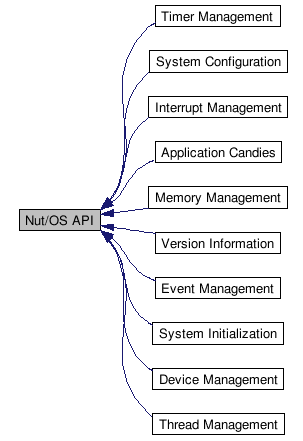 Timer Management
System Configuration
Interrupt Management
Application Candies
Memory Management
Nut/OS API
Version Information
Event Management
System Initialization
Device Management
Thread Management